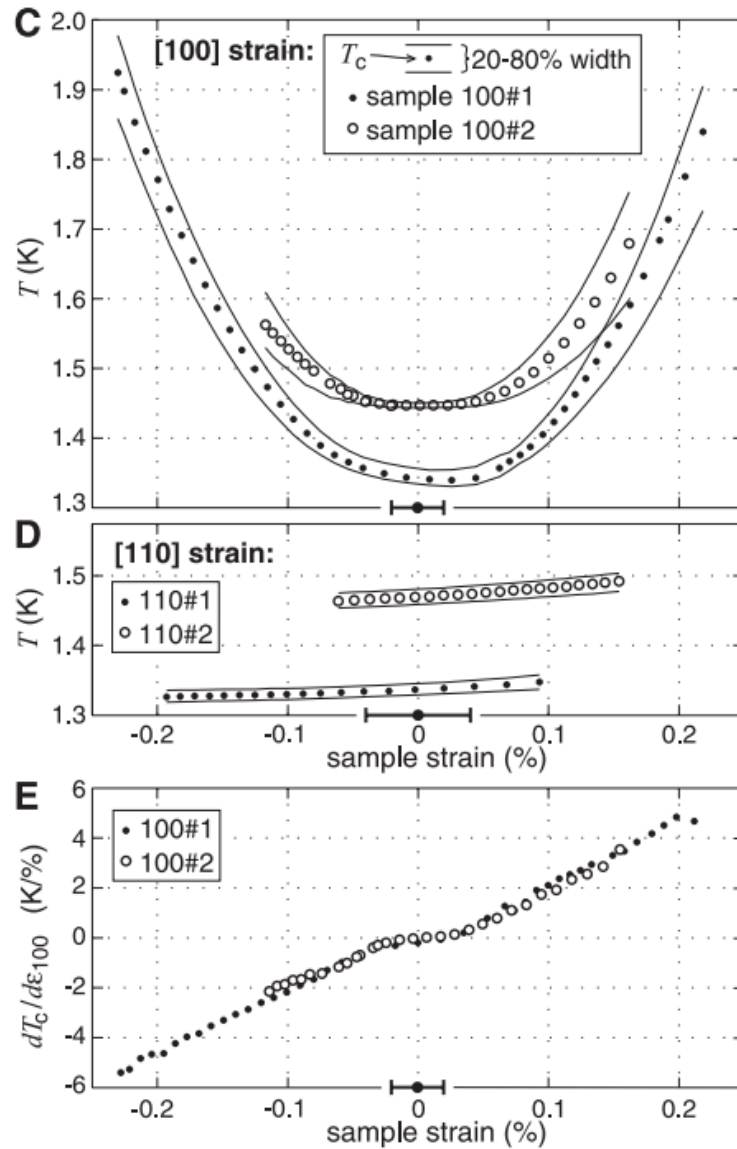 C
2.0
[100] strain:
Tc
}20-80% width
sample 100#1
sample 100#2
1.9
1.8
1.7
1.6
1.5
1.4
1.3
T (K)
D
[110] strain:
110#1
110#2
1.5
1.4
1.3
T (K)
-0.2
-0.1
0
0.1
0.2
sample strain (%)
E
100#1
100#2
6
4
2
0
-2
-4
-6
dTc/dε100 (K/%)
-0.2
-0.1
0
0.1
0.2
sample strain (%)